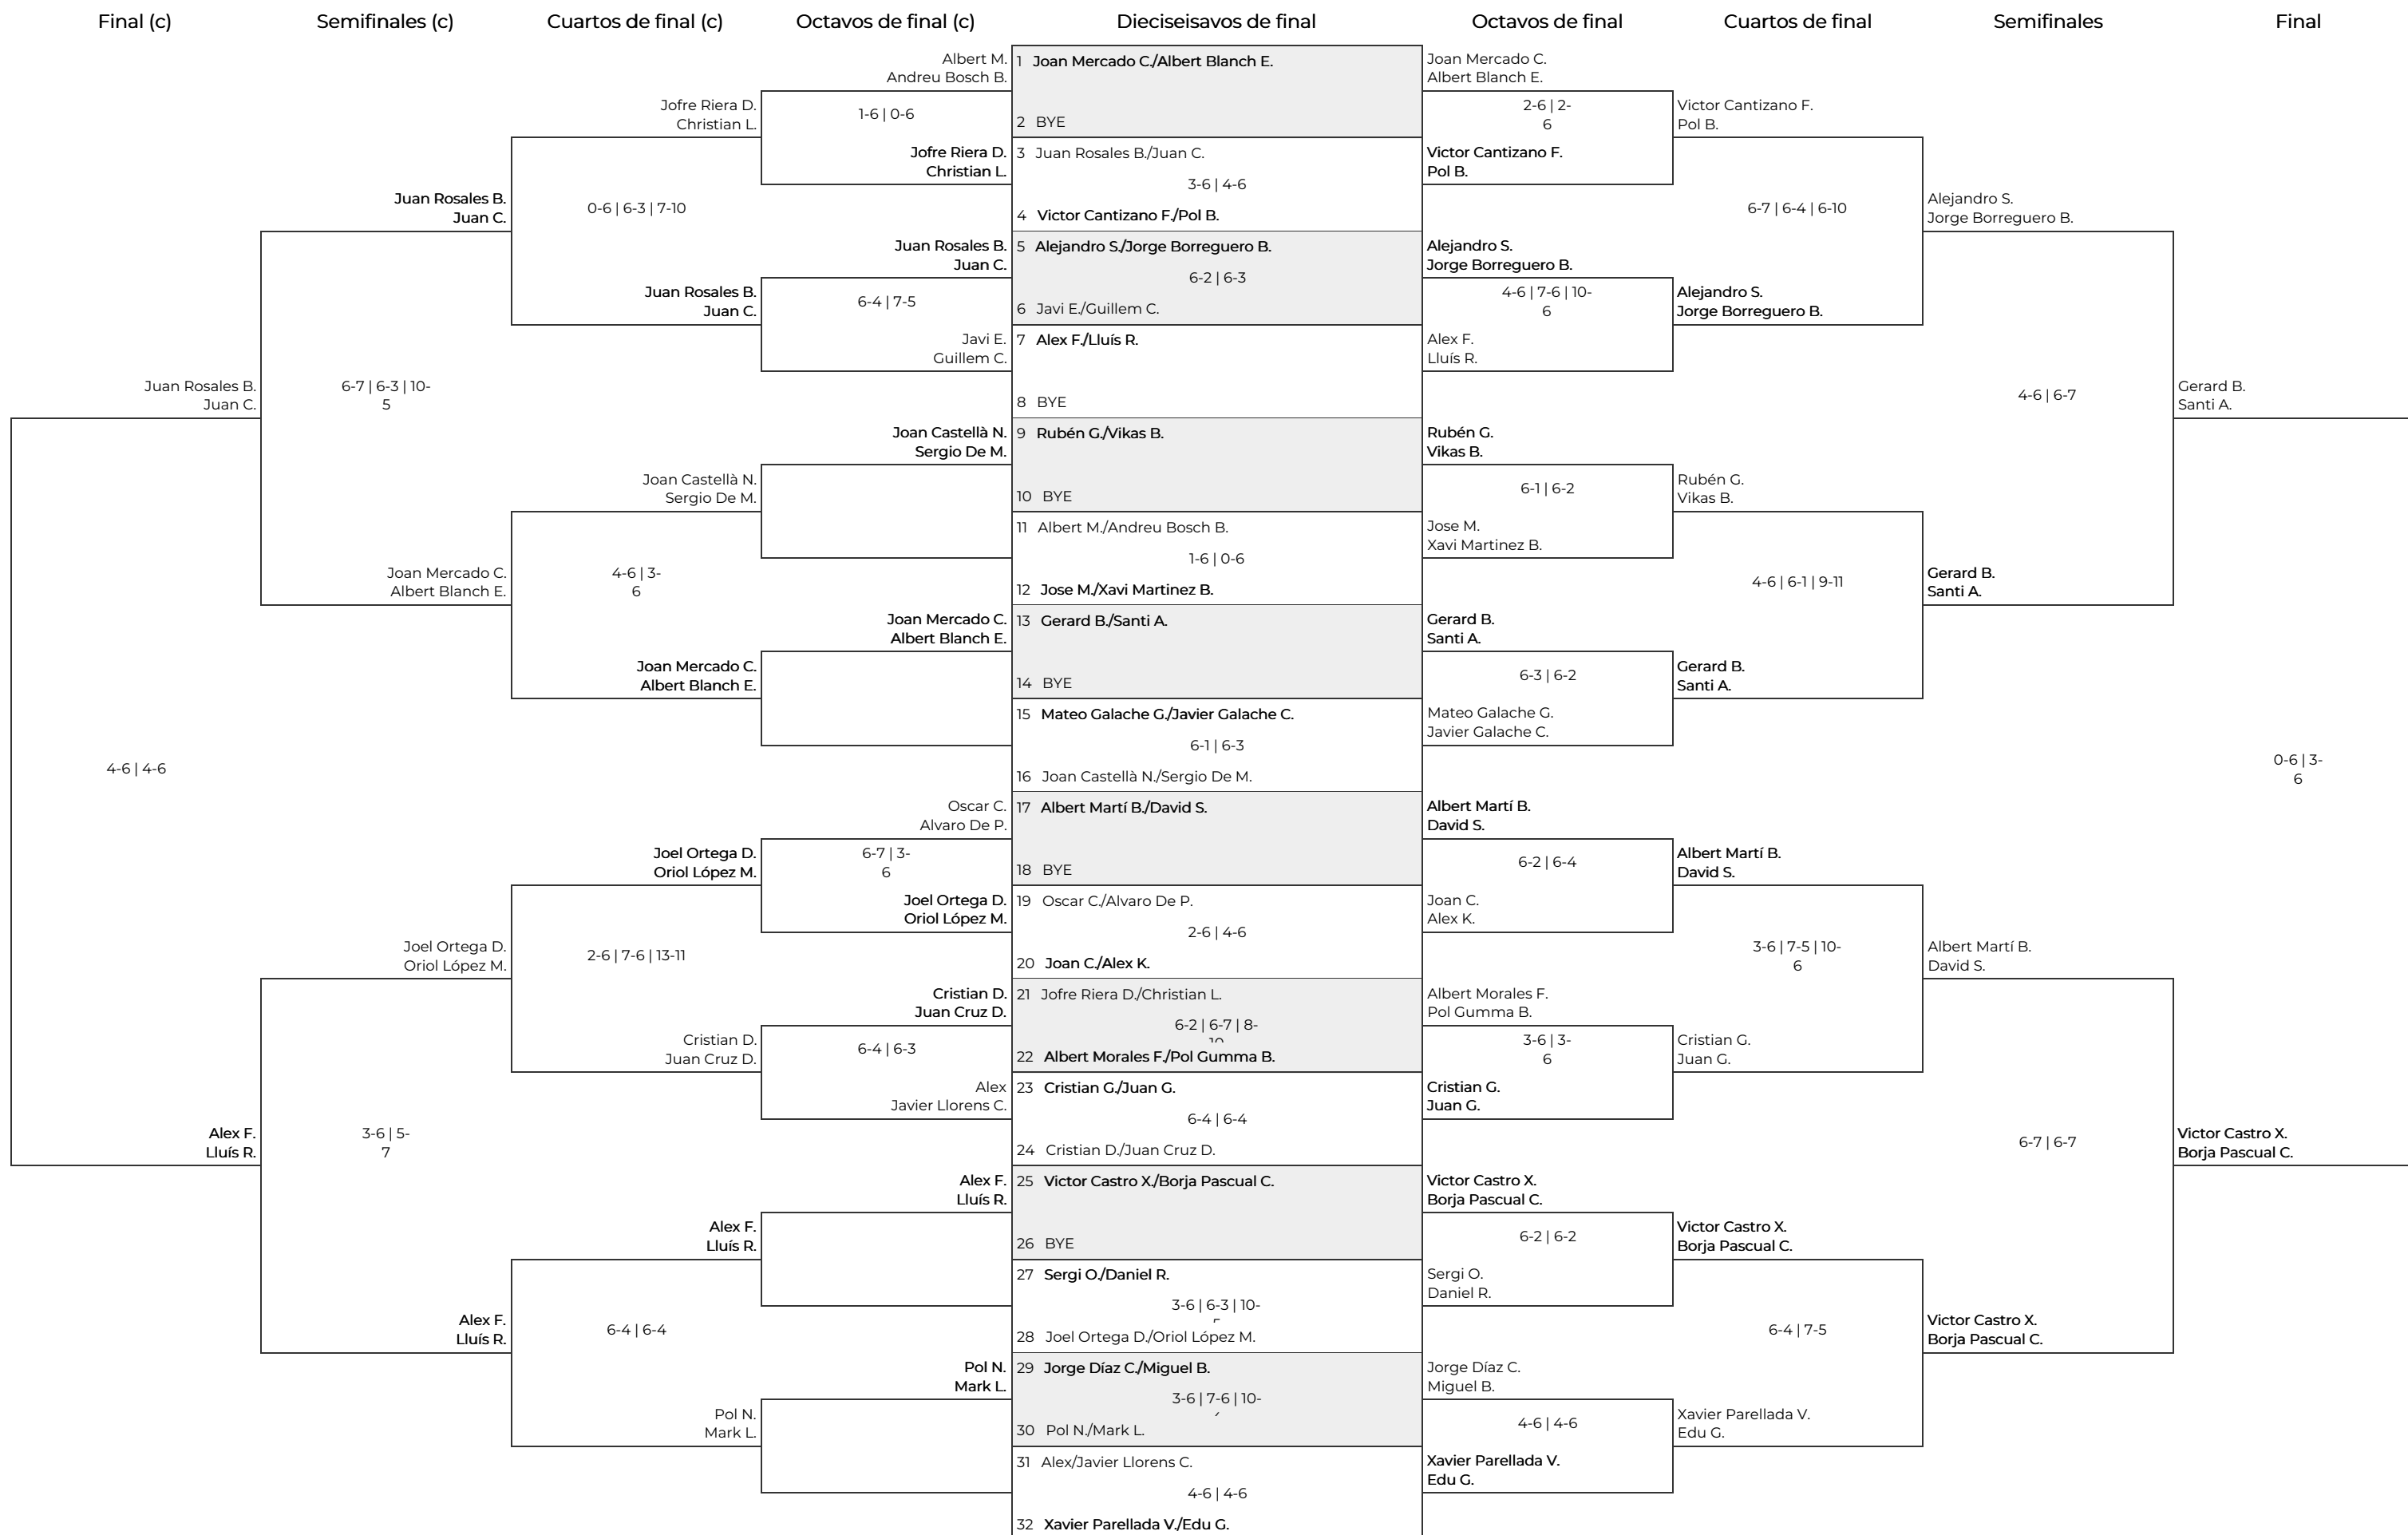 Final (c)
Semifinales (c)
Cuartos de final (c)
Octavos de final (c)
Dieciseisavos de final
Octavos de final
Cuartos de final
Semifinales
Final
Juan Rosales B.
Juan C.
4-6 | 4-6
Alex F.
Lluís R.
Juan Rosales B.
Juan C.
6-7 | 6-3 | 10-
5
Joan Mercado C.
Albert Blanch E.
Joel Ortega D.
Oriol López M.
3-6 | 5-
7
Alex F.
Lluís R.
Jofre Riera D.
Christian L.
0-6 | 6-3 | 7-10
Juan Rosales B.
Juan C.
Joan Castellà N.
Sergio De M.
4-6 | 3-
6
Joan Mercado C.
Albert Blanch E.
Joel Ortega D.
Oriol López M.
2-6 | 7-6 | 13-11
Cristian D.
Juan Cruz D.
Alex F.
Lluís R.
6-4 | 6-4
Pol N.
Mark L.
Albert M.
Andreu Bosch B.
1-6 | 0-6
Jofre Riera D.
Christian L.
Juan Rosales B.
Juan C.
6-4 | 7-5
Javi E.
Guillem C.
Joan Castellà N.
Sergio De M.
Joan Mercado C.
Albert Blanch E.
Oscar C.
Alvaro De P.
6-7 | 3-
6
Joel Ortega D.
Oriol López M.
Cristian D.
Juan Cruz D.
6-4 | 6-3
Alex
Javier Llorens C.
Alex F.
Lluís R.
Pol N.
Mark L.
1 Joan Mercado C./Albert Blanch E.
2 BYE
3 Juan Rosales B./Juan C.
3-6 | 4-6
4 Victor Cantizano F./Pol B.
5 Alejandro S./Jorge Borreguero B.
6-2 | 6-3
6 Javi E./Guillem C.
7 Alex F./Lluís R.
8 BYE
9 Rubén G./Vikas B.
10 BYE
11 Albert M./Andreu Bosch B.
1-6 | 0-6
12 Jose M./Xavi Martinez B.
13 Gerard B./Santi A.
14 BYE
15 Mateo Galache G./Javier Galache C.
6-1 | 6-3
16 Joan Castellà N./Sergio De M.
17 Albert Martí B./David S.
18 BYE
19 Oscar C./Alvaro De P.
2-6 | 4-6
20 Joan C./Alex K.
21 Jofre Riera D./Christian L.
6-2 | 6-7 | 8-
10
22 Albert Morales F./Pol Gumma B.
23 Cristian G./Juan G.
6-4 | 6-4
24 Cristian D./Juan Cruz D.
25 Victor Castro X./Borja Pascual C.
26 BYE
27 Sergi O./Daniel R.
3-6 | 6-3 | 10-
28 Joel Ortega D./Oriol López M.
29 Jorge Díaz C./Miguel B.
3-6 | 7-6 | 10-
30 Pol N./Mark L.
31 Alex/Javier Llorens C.
4-6 | 4-6
32 Xavier Parellada V./Edu G.
Joan Mercado C.
Albert Blanch E.
2-6 | 2-
6
Victor Cantizano F.
Pol B.
Alejandro S.
Jorge Borreguero B.
4-6 | 7-6 | 10-
6
Alex F.
Lluís R.
Rubén G.
Vikas B.
6-1 | 6-2
Jose M.
Xavi Martinez B.
Gerard B.
Santi A.
6-3 | 6-2
Mateo Galache G.
Javier Galache C.
Albert Martí B.
David S.
6-2 | 6-4
Joan C.
Alex K.
Albert Morales F.
Pol Gumma B.
3-6 | 3-
6
Cristian G.
Juan G.
Victor Castro X.
Borja Pascual C.
6-2 | 6-2
Sergi O.
Daniel R.
Jorge Díaz C.
Miguel B.
4-6 | 4-6
Xavier Parellada V.
Edu G.
Victor Cantizano F.
Pol B.
6-7 | 6-4 | 6-10
Alejandro S.
Jorge Borreguero B.
Rubén G.
Vikas B.
4-6 | 6-1 | 9-11
Gerard B.
Santi A.
Albert Martí B.
David S.
3-6 | 7-5 | 10-
6
Cristian G.
Juan G.
Victor Castro X.
Borja Pascual C.
6-4 | 7-5
Xavier Parellada V.
Edu G.
Alejandro S.
Jorge Borreguero B.
4-6 | 6-7
Gerard B.
Santi A.
Albert Martí B.
David S.
6-7 | 6-7
Victor Castro X.
Borja Pascual C.
Gerard B.
Santi A.
0-6 | 3-
6
Victor Castro X.
Borja Pascual C.